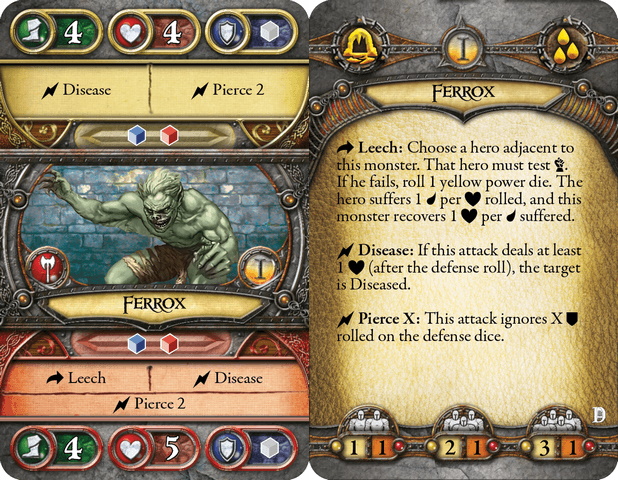 4 4
Disease Pierce 2
I
FERROX
Leech Disease
Pierce 2
4 5
I
FERROX
Leech: Choose a hero adjacent to
this monster. That hero must test .
If he fails, roll 1 yellow power die. The
hero suffers 1 per rolled, and this
monster recovers 1 per suffered.
Disease: If this attack deals at least
1 (after the defense roll), the target
is Diseased.
Pierce X: This attack ignores X
rolled on the defense dice.
D
1 1 2 1 3 1